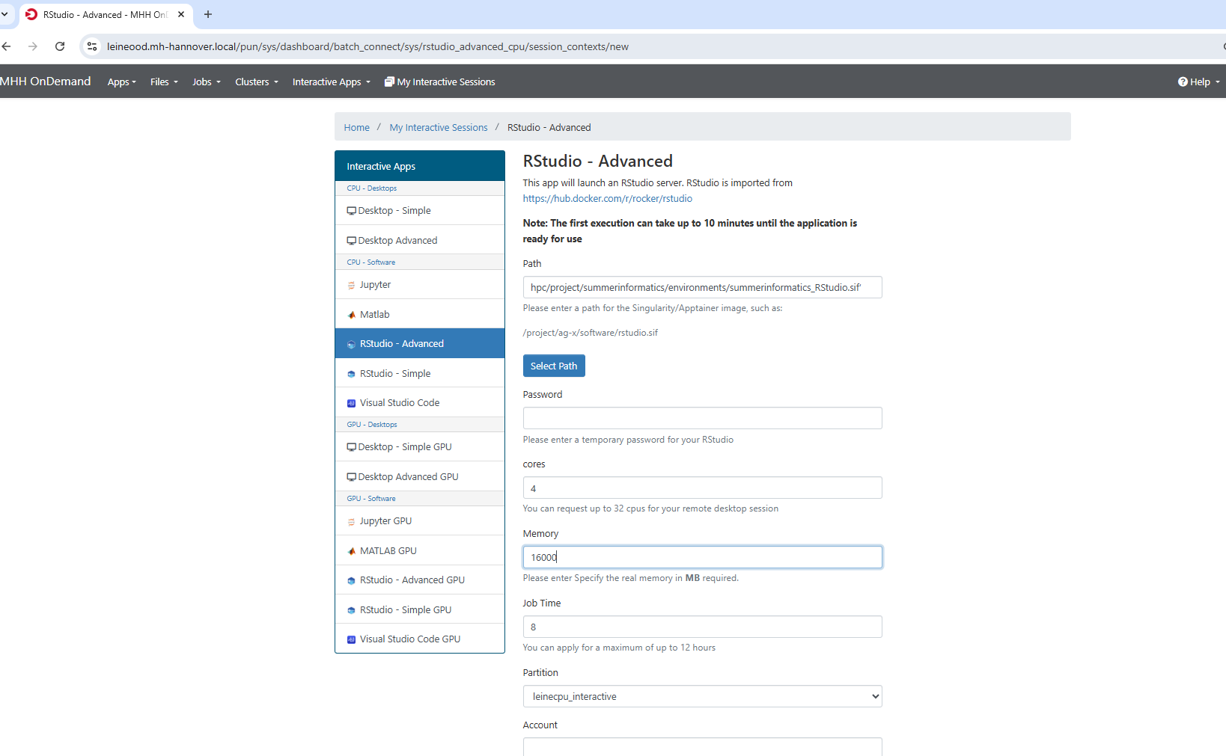 RStudio - Advanced - MHH On
leineood.mh-hannover.local/pun/sys/dashboard/batch_connect/sys/rstudio_advanced_cpu/session_contexts/new
MHH OnDemand Apps Files Jobs Clusters Interactive Apps My Interactive Sessions Help
Home / My Interactive Sessions / RStudio - Advanced
Interactive Apps
CPU - Desktops
Desktop - Simple
Desktop Advanced
CPU - Software
Jupyter
Matlab
RStudio - Advanced
RStudio - Simple
Visual Studio Code
GPU - Desktops
Desktop - Simple GPU
Desktop Advanced GPU
GPU - Software
Jupyter GPU
MATLAB GPU
RStudio - Advanced GPU
RStudio - Simple GPU
Visual Studio Code GPU
RStudio - Advanced
This app will launch an RStudio server. RStudio is imported from
https://hub.docker.com/r/rocker/rstudio
Note: The first execution can take up to 10 minutes until the application is
ready for use
Path
hpc/project/summerinformatics/environments/summerinformatics_RStudio.sif'
Please enter a path for the Singularity/Apptainer image, such as:
/project/ag-x/software/rstudio.sif
Select Path
Password
Please enter a temporary password for your RStudio
cores
4
You can request up to 32 cpus for your remote desktop session
Memory
16000
Please enter Specify the real memory in MB required.
Job Time
8
You can apply for a maximum of up to 12 hours
Partition
leinecpu_interactive
Account